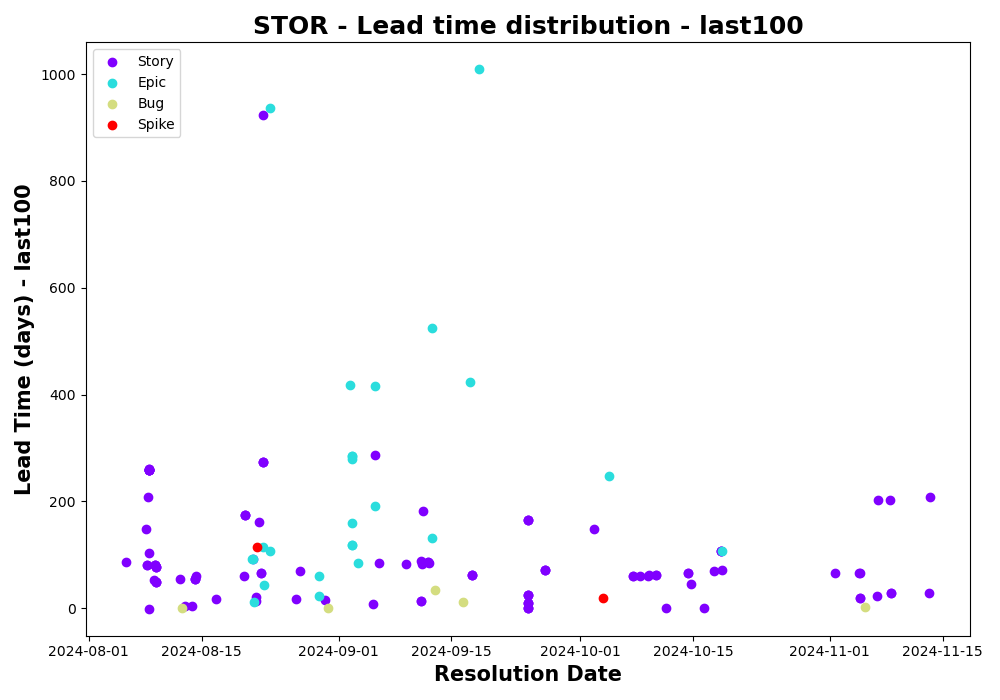 STOR - Lead time distribution - last100
Story
Epic
Bug
Spike
Lead Time (days) - last100
1000
800
600
400
200
0
2024-08-01
2024-08-15
2024-09-01
2024-09-15
2024-10-01
2024-10-15
2024-11-01
2024-11-15
Resolution Date